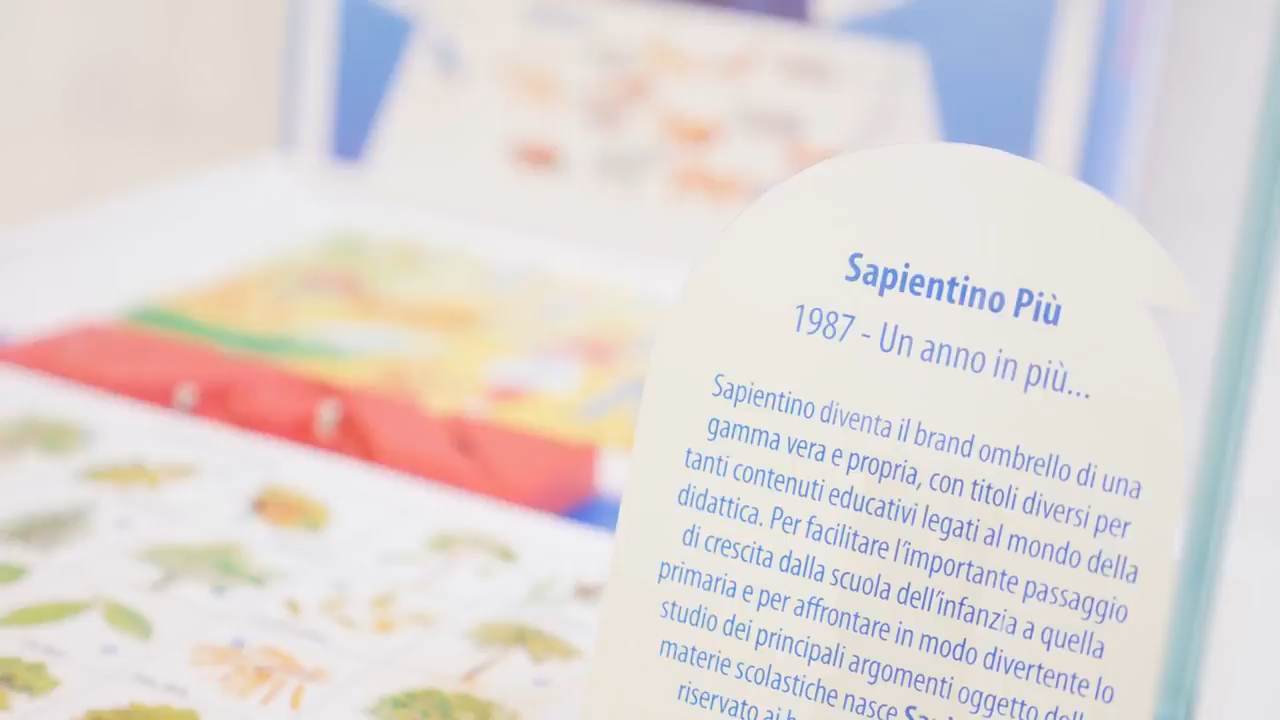 Sapientino Più
1987 - Un anno in più...
Sapientino diventa il brand ombrello di una
gamma vera e propria, con titoli diversi per
tanti contenuti educativi legati al mondo della
didattica. Per facilitare l'importante passaggio
di crescita dalla scuola dell'infanzia a quella
primaria e per affrontare in modo divertente lo
studio dei principali argomenti oggetto
materie scolastiche nasce
riservato ai